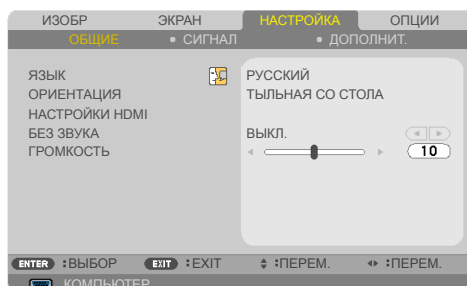 ИЗОБР ЭКРАН НАСТРОЙКА ОПЦИИ
ОБЩИЕ • СИГНАЛ • ДОПОЛНИТ.
ЯЗЫК РУССКИЙ
ОРИЕНТАЦИЯ ТЫЛЬНАЯ СО СТОЛА
НАСТРОЙКИ HDMI
БЕЗ ЗВУКА ВЫКЛ.
ГРОМКОСТЬ 10
ENTER :ВЫБОР EXIT :EXIT :ПЕРЕМ. :ПЕРЕМ.
КОМПЬЮТЕР